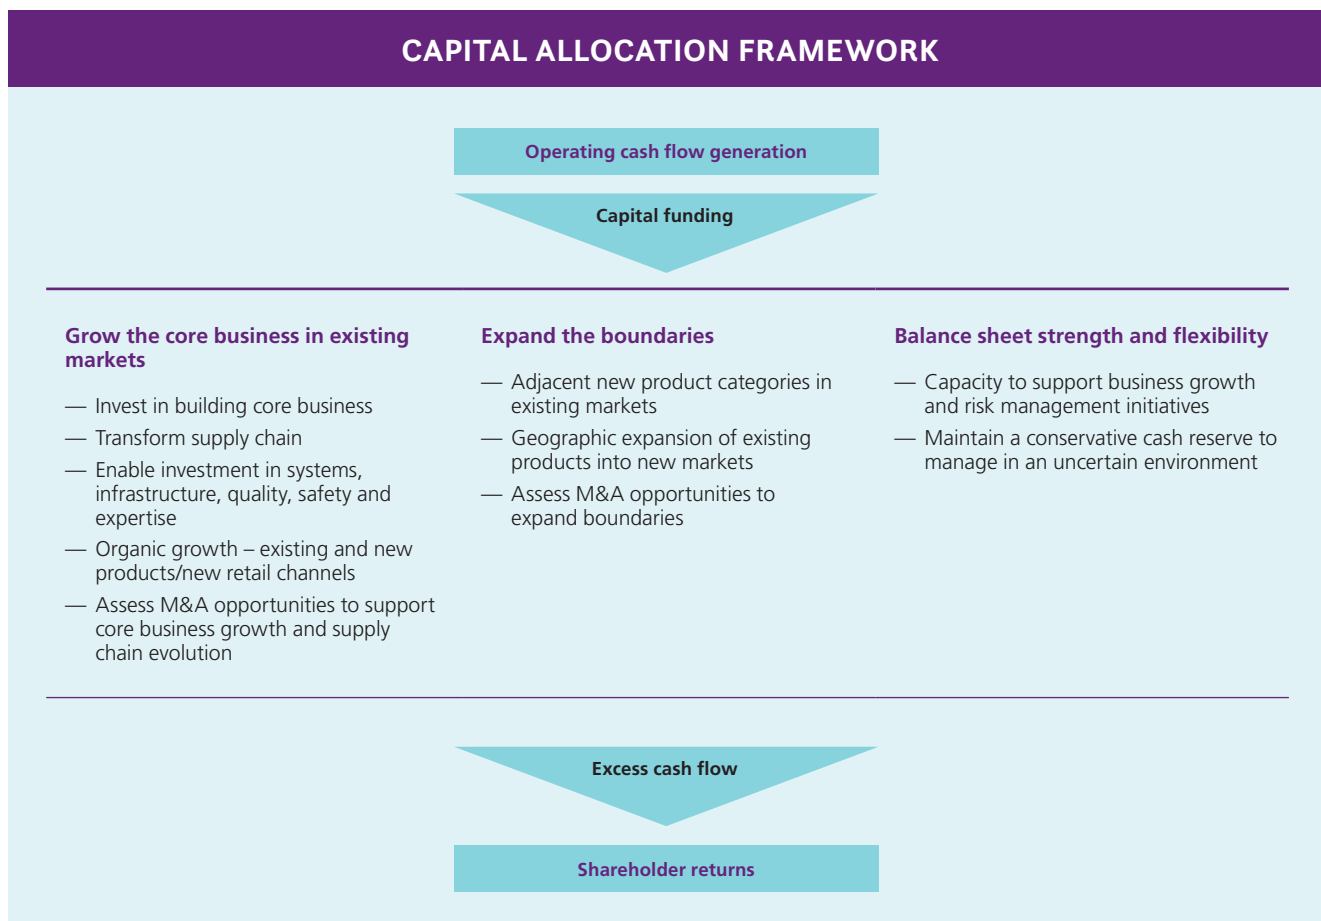 CAPITAL ALLOCATION FRAMEWORK
Operating cash flow generation
Capital funding
Grow the core business in existing
markets
— Invest in building core business
— Transform supply chain
— Enable investment in systems,
infrastructure, quality, safety and
expertise
— Organic growth – existing and new
products/new retail channels
— Assess M&A opportunities to support
core business growth and supply
chain evolution
Expand the boundaries
— Adjacent new product categories in
existing markets
— Geographic expansion of existing
products into new markets
— Assess M&A opportunities to
expand boundaries
Balance sheet strength and flexibility
— Capacity to support business growth
and risk management initiatives
— Maintain a conservative cash reserve to
manage in an uncertain environment
Excess cash flow
Shareholder returns